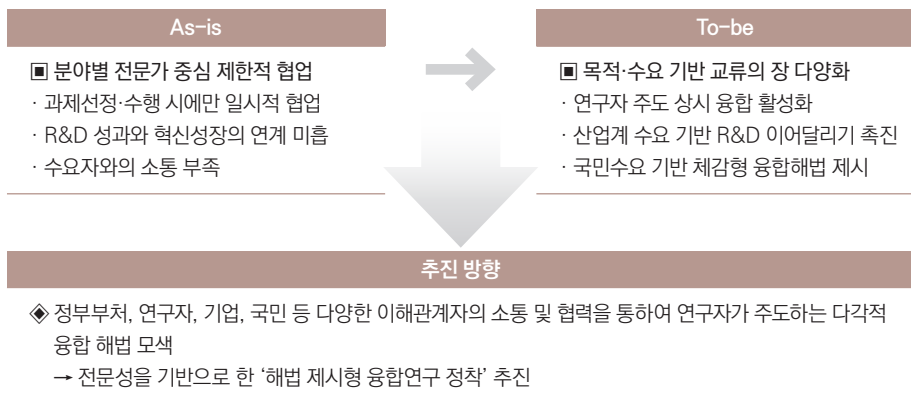 As-is
▣ 분야별 전문가 중심 제한적 협업
· 과제선정·수행 시에만 일시적 협업
· R&D 성과와 혁신성장의 연계 미흡
· 수요자와의 소통 부족
To-be
▣ 목적·수요 기반 교류의 장 다양화
· 연구자 주도 상시 융합 활성화
· 산업계 수요 기반 R&D 이어달리기 촉진
· 국민수요 기반 체감형 융합해법 제시
추진 방향
◈ 정부부처, 연구자, 기업, 국민 등 다양한 이해관계자의 소통 및 협력을 통하여 연구자가 주도하는 다각적
융합 해법 모색
→ 전문성을 기반으로 한 ‘해법 제시형 융합연구 정착’ 추진